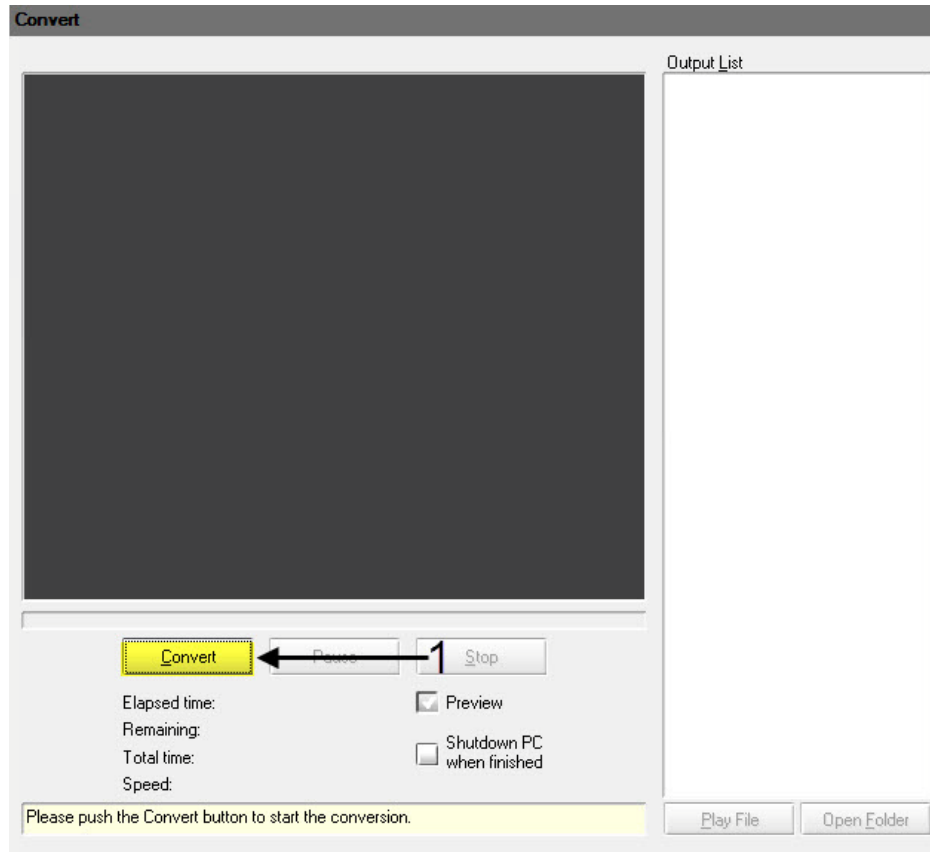 Convert
Output List
Convert
Pause
1
Stop
Elapsed time:
Preview
Remaining:
Shutdown PC
when finished
Total time:
Speed:
Please push the Convert button to start the conversion.
Play File
Open Folder